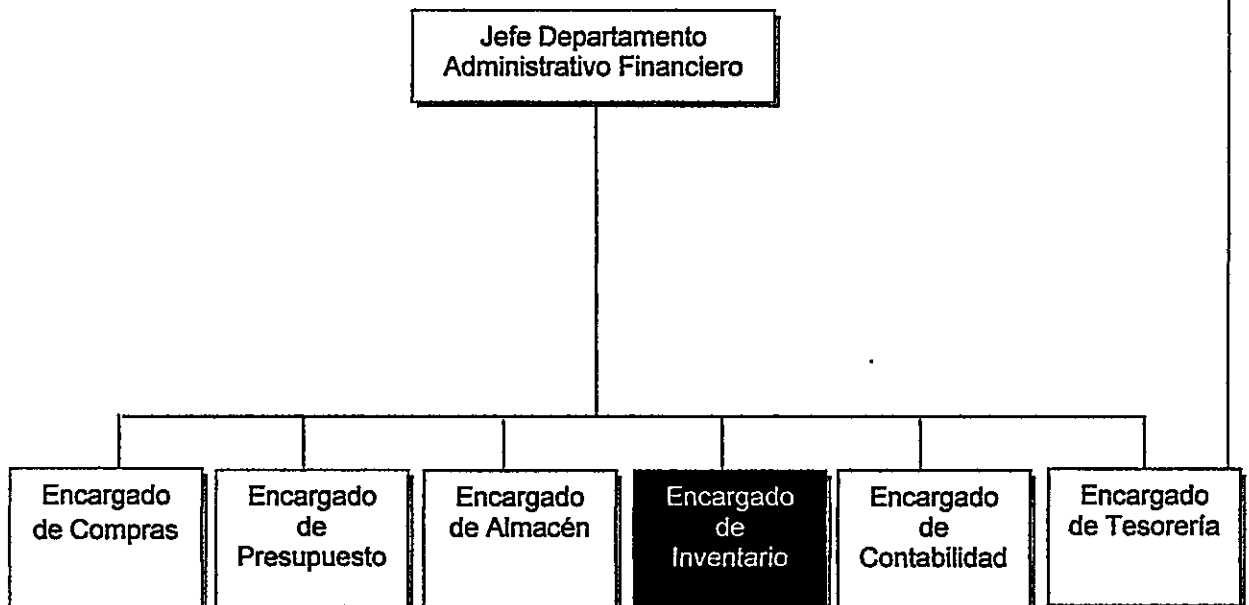 Jefe Departamento
Administrativo Financiero
Encargado
de Compras
Encargado
de
Presupuesto
Encargado
de Almacén
Encargado
de
Inventario
Encargado
de
Contabilidad
Encargado
de Tesorería